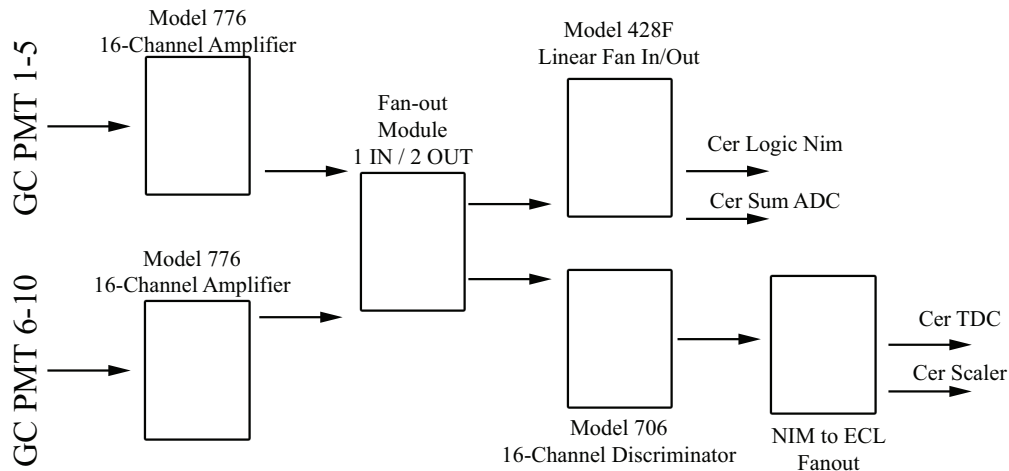 GC PMT 1-5
Model 776
16-Channel Amplifier
Fan-out
Module
1 IN / 2 OUT
Model 428F
Linear Fan In/Out
Cer Logic Nim
Cer Sum ADC
GC PMT 6-10
Model 776
16-Channel Amplifier
Model 706
16-Channel Discriminator
NIM to ECL
Fanout
Cer TDC
Cer Scaler